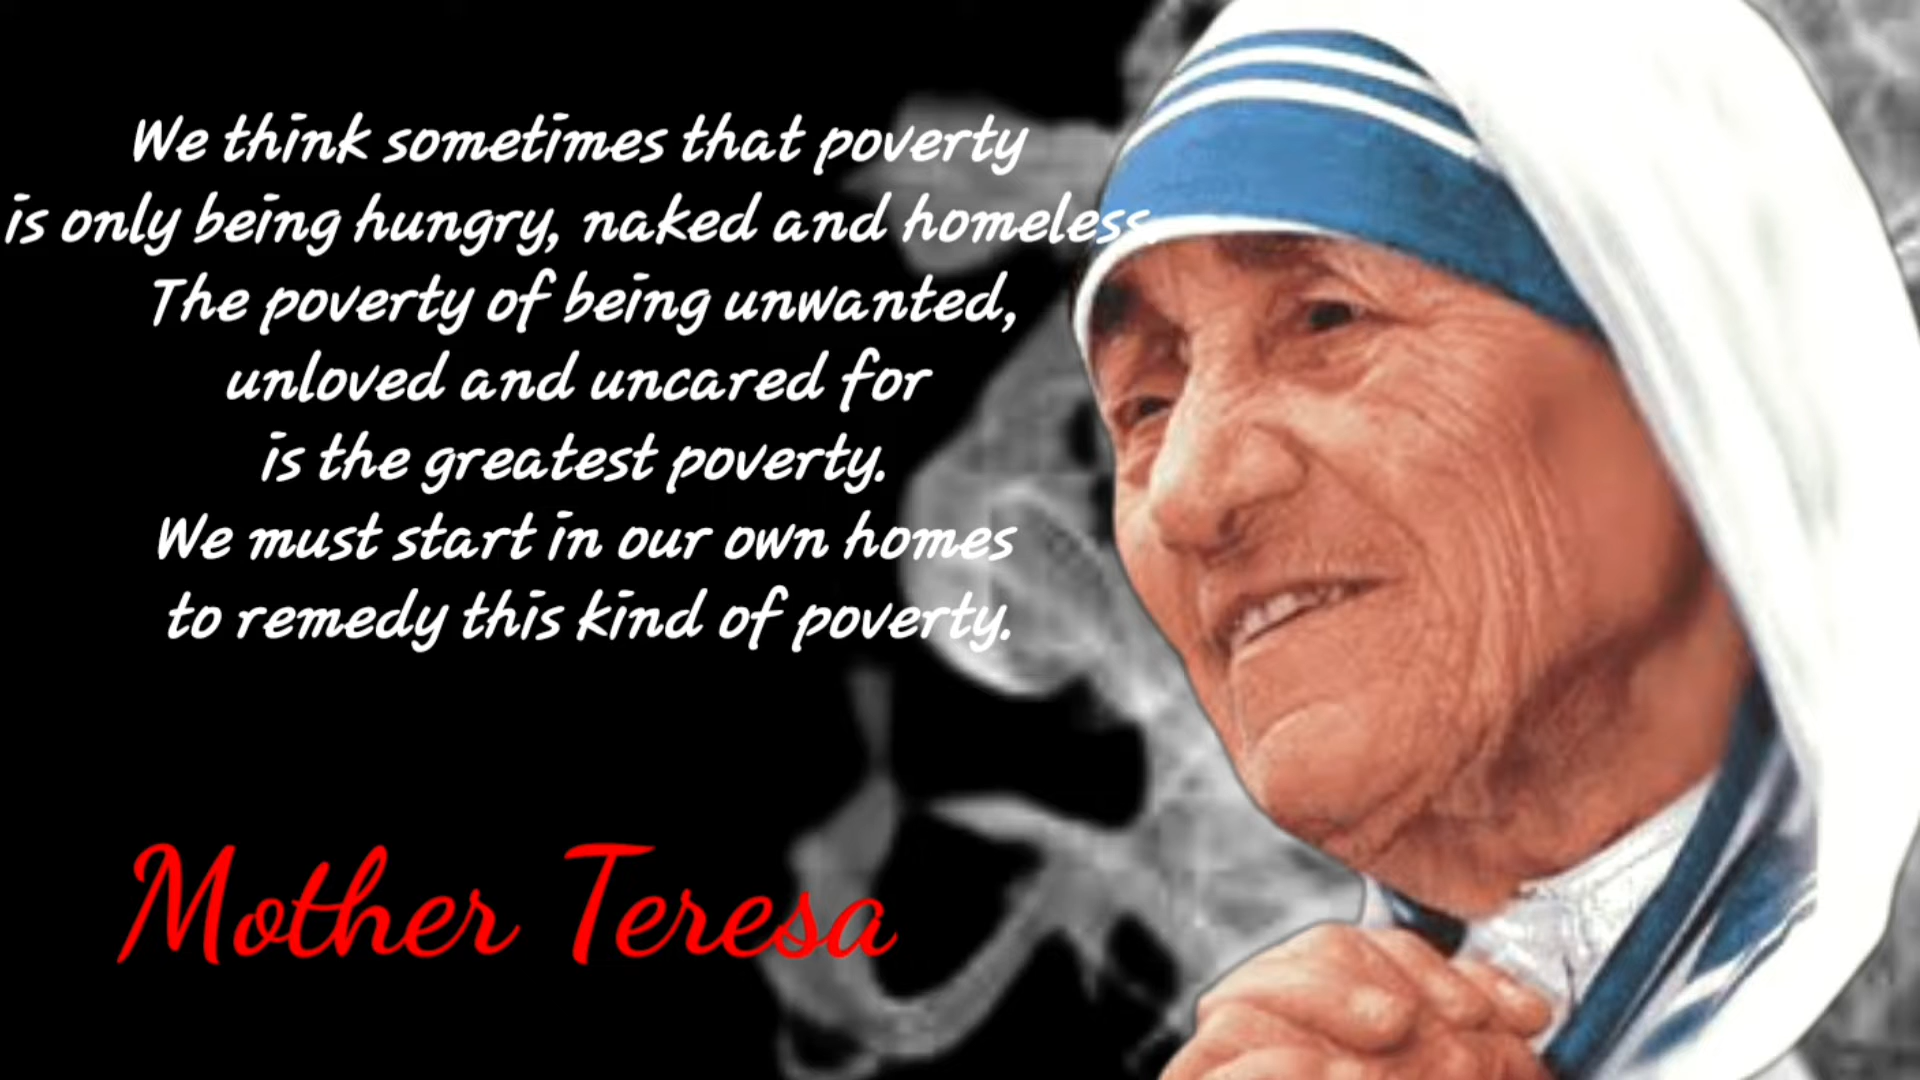 We think sometimes that poverty
is only being hungry, naked and homeless.
The poverty of being unwanted,
unloved and uncared for
is the greatest poverty.
We must start in our own homes
to remedy this kind of poverty.
Mother Teresa